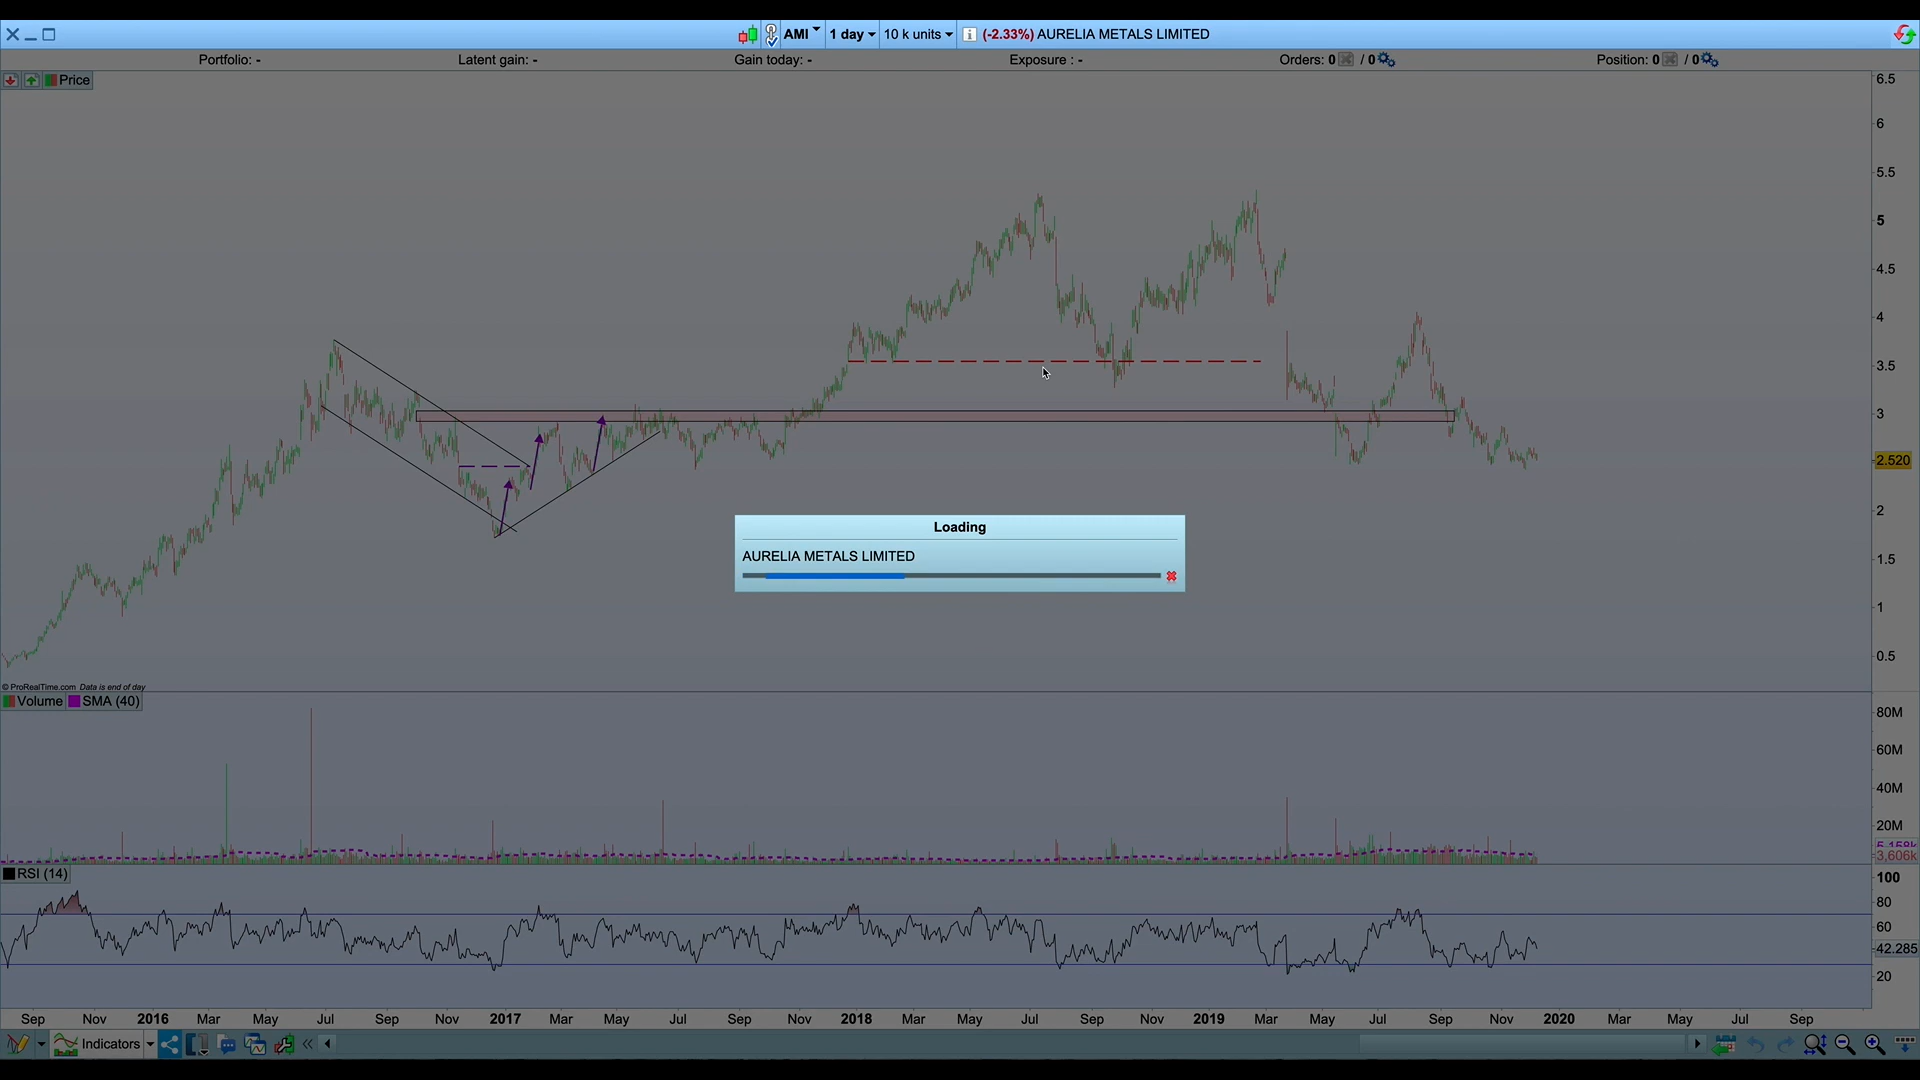 AMI 1 day 10 k units (-2.33%) AURELIA METALS LIMITED
Portfolio: - Latent gain: - Gain today: - Exposure : - Orders: 0 / 0 Position: 0 / 0
Price
6.5
6
5.5
5
4.5
4
3.5
3
2.520
2
1.5
1
0.5
Loading
AURELIA METALS LIMITED
© ProRealTime.com Data is end of day
Volume SMA (40)
80M
60M
40M
20M
3,606k
RSI (14)
100
80
60
42.285
20
Sep Nov 2016 Mar May Jul Sep Nov 2017 Mar May Jul Sep Nov 2018 Mar May Jul Sep Nov 2019 Mar May Jul Sep Nov 2020 Mar May Jul Sep
Indicators